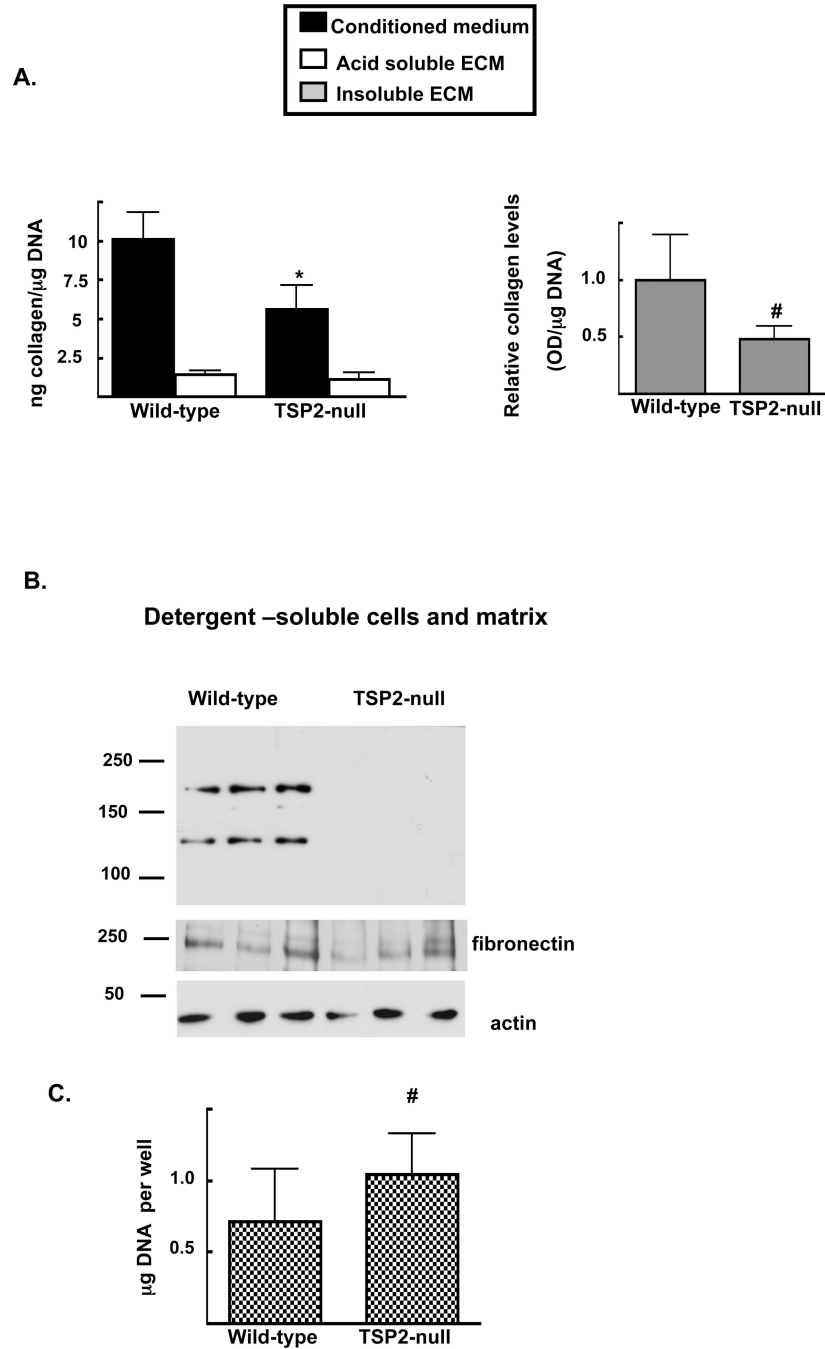 Conditioned medium
Acid soluble ECM
Insoluble ECM
A.
ng collagen/µg DNA
10
7.5
5
2.5
*
Wild-type
TSP2-null
Relative collagen levels
(OD/µg DNA)
1.0
0.5
#
Wild-type
TSP2-null
B.
Detergent –soluble cells and matrix
Wild-type
TSP2-null
250
150
100
250
fibronectin
50
actin
C.
#
µg DNA per well
1.0
0.5
Wild-type
TSP2-null